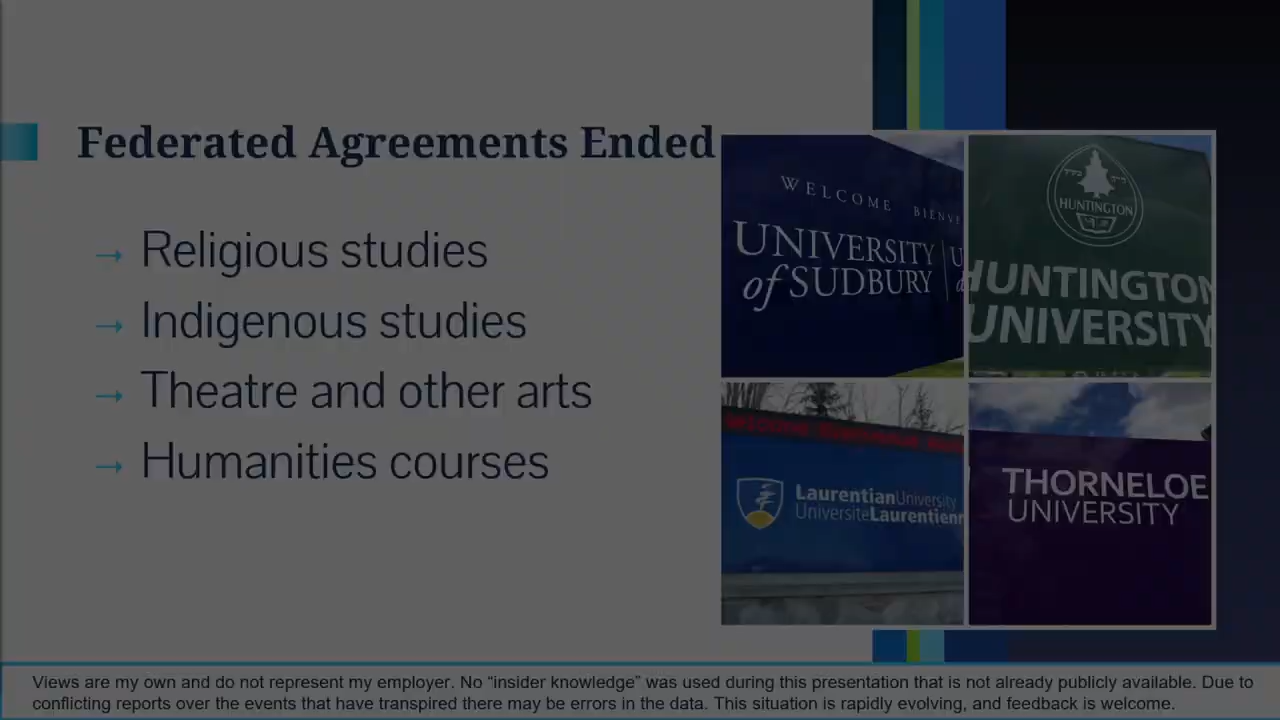 Federated Agreements Ended
→ Religious studies
→ Indigenous studies
→ Theatre and other arts
→ Humanities courses
WELCOME
UNIVERSITY
of SUDBURY
HUNTINGTON
HUNTINGTON
UNIVERSITY
LaurentianUniversity
UniversitéLaurentienn
THORNELOE
UNIVERSITY
Views are my own and do not represent my employer. No “insider knowledge” was used during this presentation that is not already publicly available. Due to
conflicting reports over the events that have transpired there may be errors in the data. This situation is rapidly evolving, and feedback is welcome.